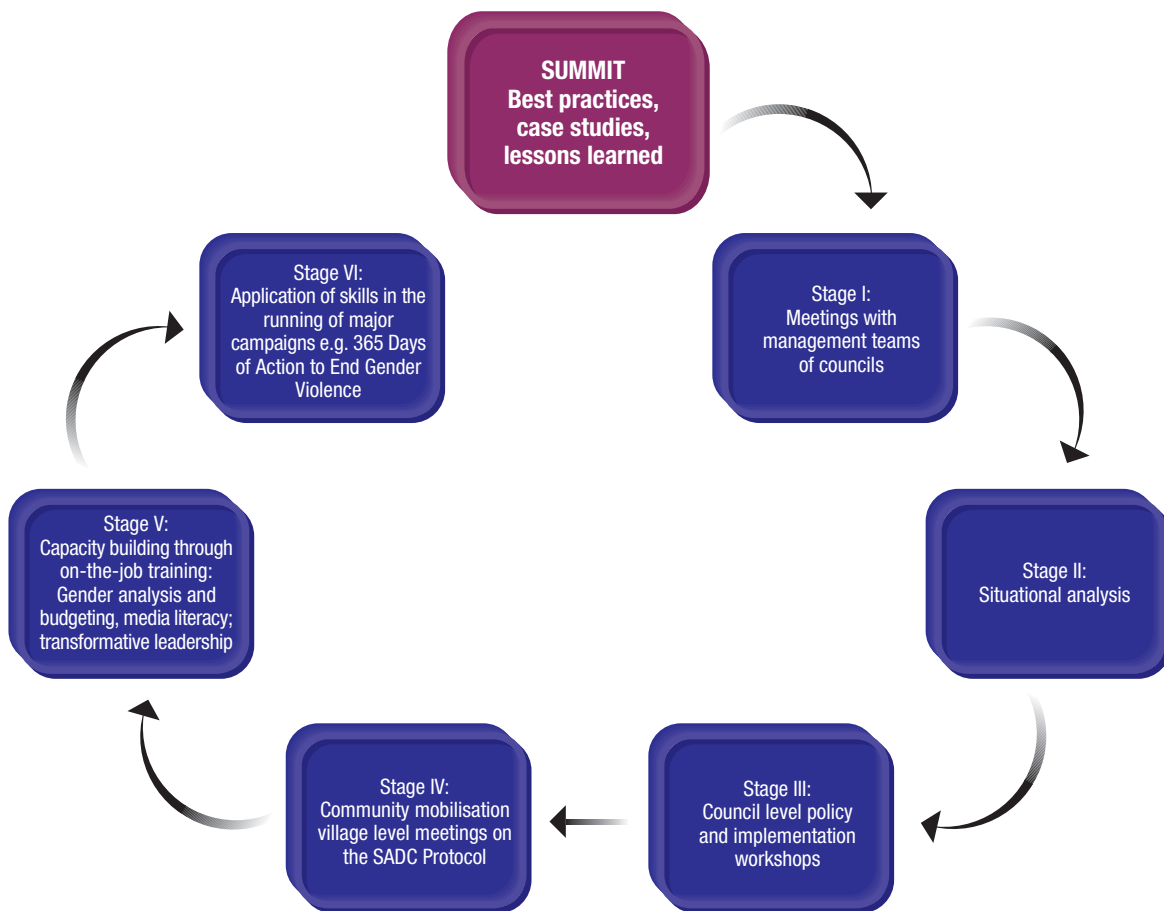 SUMMIT
Best practices,
case studies,
lessons learned
Stage I:
Meetings with
management teams
of councils
Stage II:
Situational analysis
Stage III:
Council level policy
and implementation
workshops
Stage IV:
Community mobilisation
village level meetings on
the SADC Protocol
Stage V:
Capacity building through
on-the-job training:
Gender analysis and
budgeting, media literacy;
transformative leadership
Stage VI:
Application of skills in the
running of major
campaigns e.g. 365 Days
of Action to End Gender
Violence